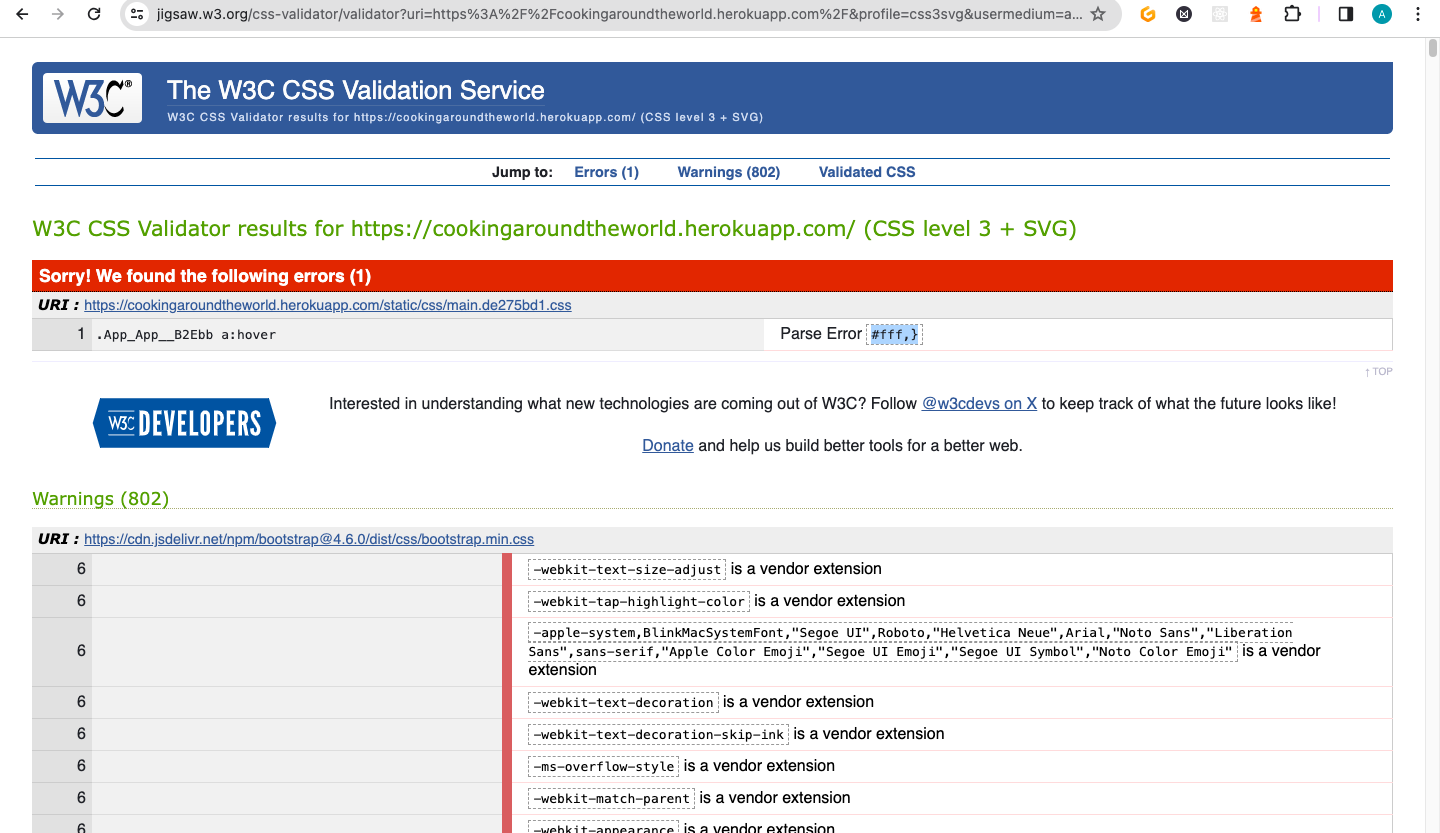 jigsaw.w3.org/css-validator/validator?uri=https%3A%2F%2Fcookingaroundtheworld.herokuapp.com%2F&profile=css3svg&usermedium=a...
A
W3C®
The W3C CSS Validation Service
W3C CSS Validator results for https://cookingaroundtheworld.herokuapp.com/ (CSS level 3 + SVG)
Jump to: Errors (1) Warnings (802) Validated CSS
W3C CSS Validator results for https://cookingaroundtheworld.herokuapp.com/ (CSS level 3 + SVG)
Sorry! We found the following errors (1)
URI : https://cookingaroundtheworld.herokuapp.com/static/css/main.de275bd1.css
1 .App_App__B2Ebb a:hover Parse Error #fff,}
↑ TOP
W3C DEVELOPERS
Interested in understanding what new technologies are coming out of W3C? Follow @w3cdevs on X to keep track of what the future looks like!
Donate and help us build better tools for a better web.
Warnings (802)
URI : https://cdn.jsdelivr.net/npm/bootstrap@4.6.0/dist/css/bootstrap.min.css
6 -webkit-text-size-adjust is a vendor extension
6 -webkit-tap-highlight-color is a vendor extension
6 -apple-system,BlinkMacSystemFont,"Segoe UI",Roboto,"Helvetica Neue",Arial,"Noto Sans","Liberation
Sans",sans-serif,"Apple Color Emoji","Segoe UI Emoji","Segoe UI Symbol","Noto Color Emoji" is a vendor
extension
6 -webkit-text-decoration is a vendor extension
6 -webkit-text-decoration-skip-ink is a vendor extension
6 -ms-overflow-style is a vendor extension
6 -webkit-match-parent is a vendor extension
6 -webkit-appearance is a vendor extension